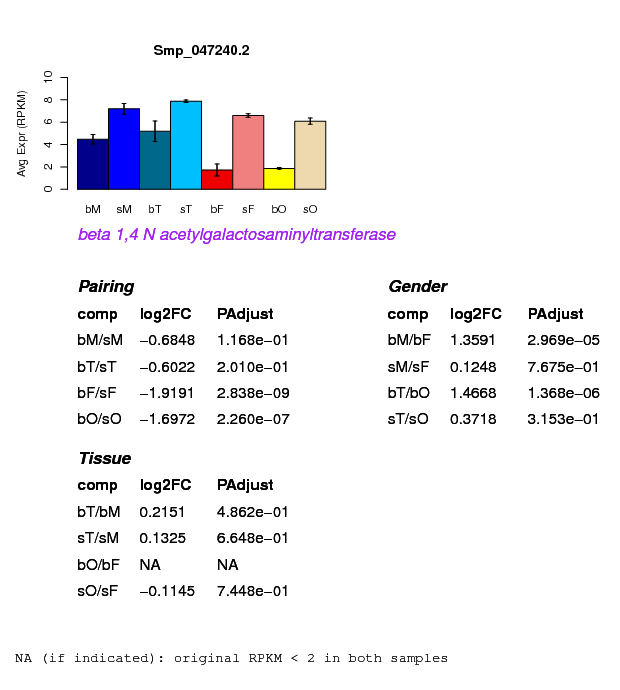 Smp_047240.2
Avg Expr (RPKM)
0 2 4 6 8 10
bM sM bT sT bF sF bO sO
beta 1,4 N acetylgalactosaminyltransferase
Pairing
comp log2FC PAdjust
bM/sM −0.6848 1.168e−01
bT/sT −0.6022 2.010e−01
bF/sF −1.9191 2.838e−09
bO/sO −1.6972 2.260e−07
Gender
comp log2FC PAdjust
bM/bF 1.3591 2.969e−05
sM/sF 0.1248 7.675e−01
bT/bO 1.4668 1.368e−06
sT/sO 0.3718 3.153e−01
Tissue
comp log2FC PAdjust
bT/bM 0.2151 4.862e−01
sT/sM 0.1325 6.648e−01
bO/bF NA NA
sO/sF −0.1145 7.448e−01
NA (if indicated): original RPKM < 2 in both samples